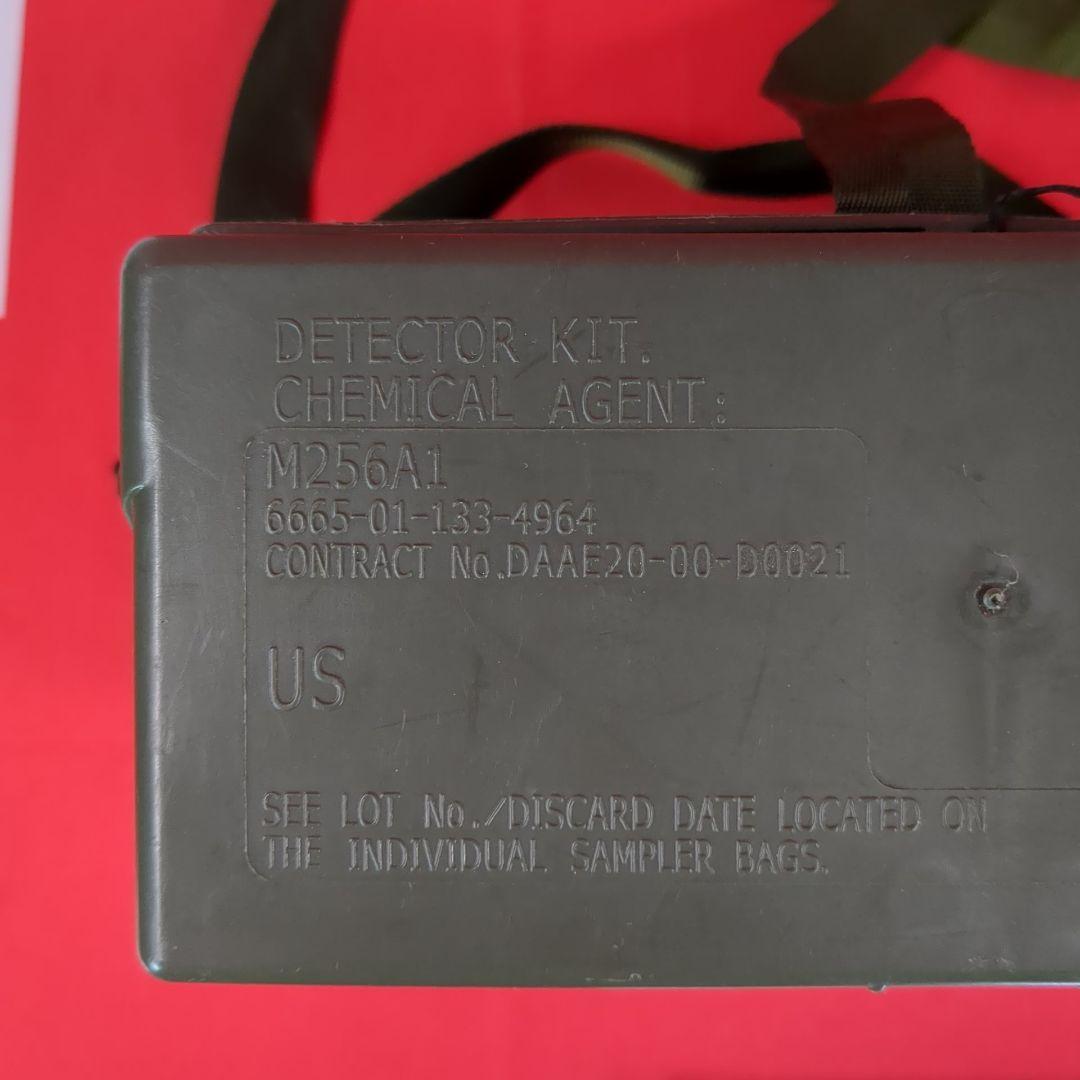 DETECTOR KIT.
CHEMICAL AGENT:
M256A1
6665-01-133-4964
CONTRACT No.DAAE20-00-D0021
US
SEE LOT No./DISCARD DATE LOCATED ON
THE INDIVIDUAL SAMPLER BAGS.